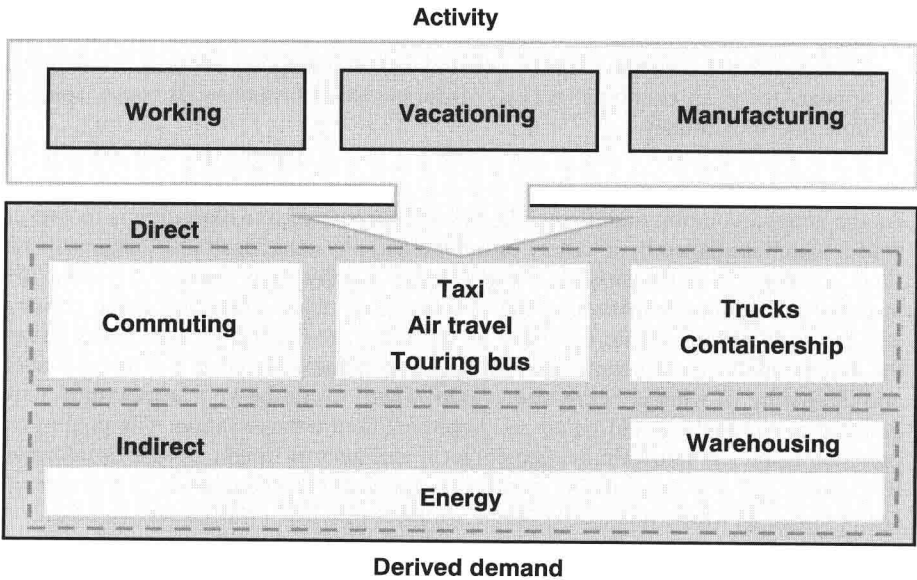 Activity
Working
Vacationing
Manufacturing
Direct
Commuting
Taxi
Air travel
Touring bus
Trucks
Containership
Indirect
Warehousing
Energy
Derived demand